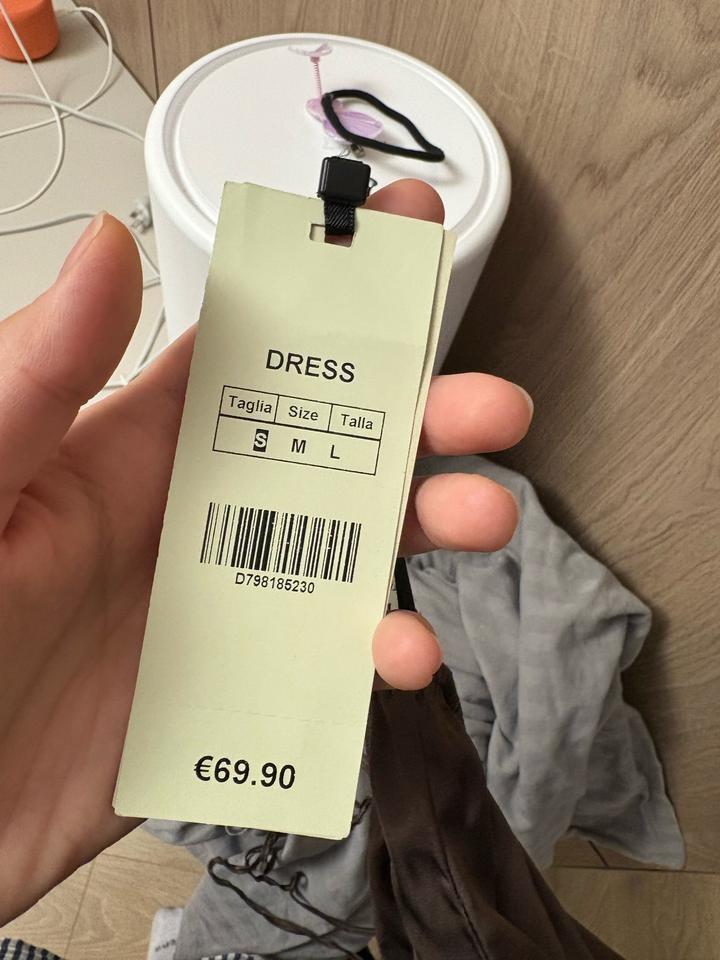 DRESS
Taglia Size Talla
S M L
D798185230
€69.90